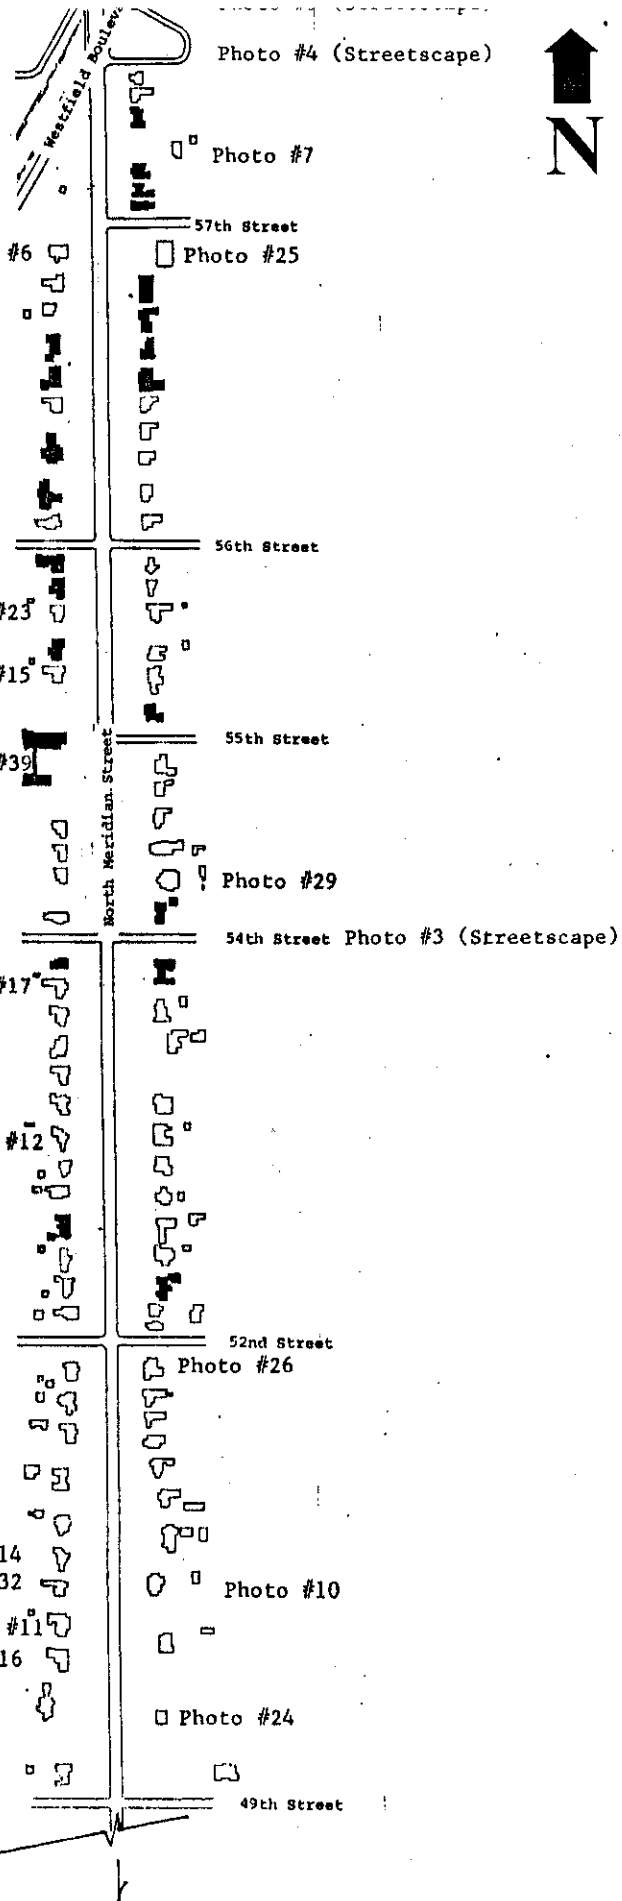 Photo #4 (Streetscape)
Westfield Bouleva
N
Photo #7
57th Street
#6
Photo #25
56th Street
#23
#15
55th Street
#39
North Meridian Street
Photo #29
54th Street Photo #3 (Streetscape)
#17
#12
52nd Street
Photo #26
14
32
Photo #10
#11
16
Photo #24
49th Street